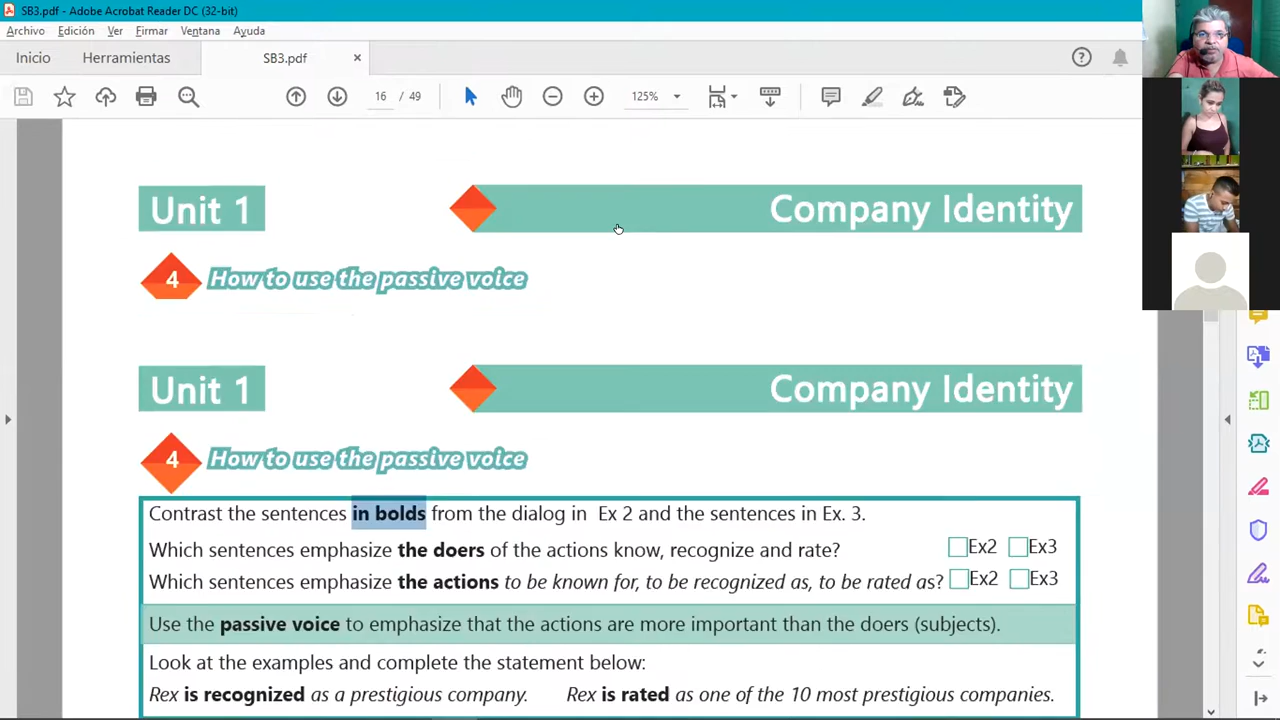 SB3.pdf - Adobe Acrobat Reader DC (32-bit)
Archivo Edición Ver Firmar Ventana Ayuda
Inicio Herramientas SB3.pdf ×
16 / 49 125%
Unit 1 Company Identity
4 How to use the passive voice
Unit 1 Company Identity
4 How to use the passive voice
Contrast the sentences in bolds from the dialog in Ex 2 and the sentences in Ex. 3.
Which sentences emphasize the doers of the actions know, recognize and rate? Ex2 Ex3
Which sentences emphasize the actions to be known for, to be recognized as, to be rated as? Ex2 Ex3
Use the passive voice to emphasize that the actions are more important than the doers (subjects).
Look at the examples and complete the statement below:
Rex is recognized as a prestigious company. Rex is rated as one of the 10 most prestigious companies.